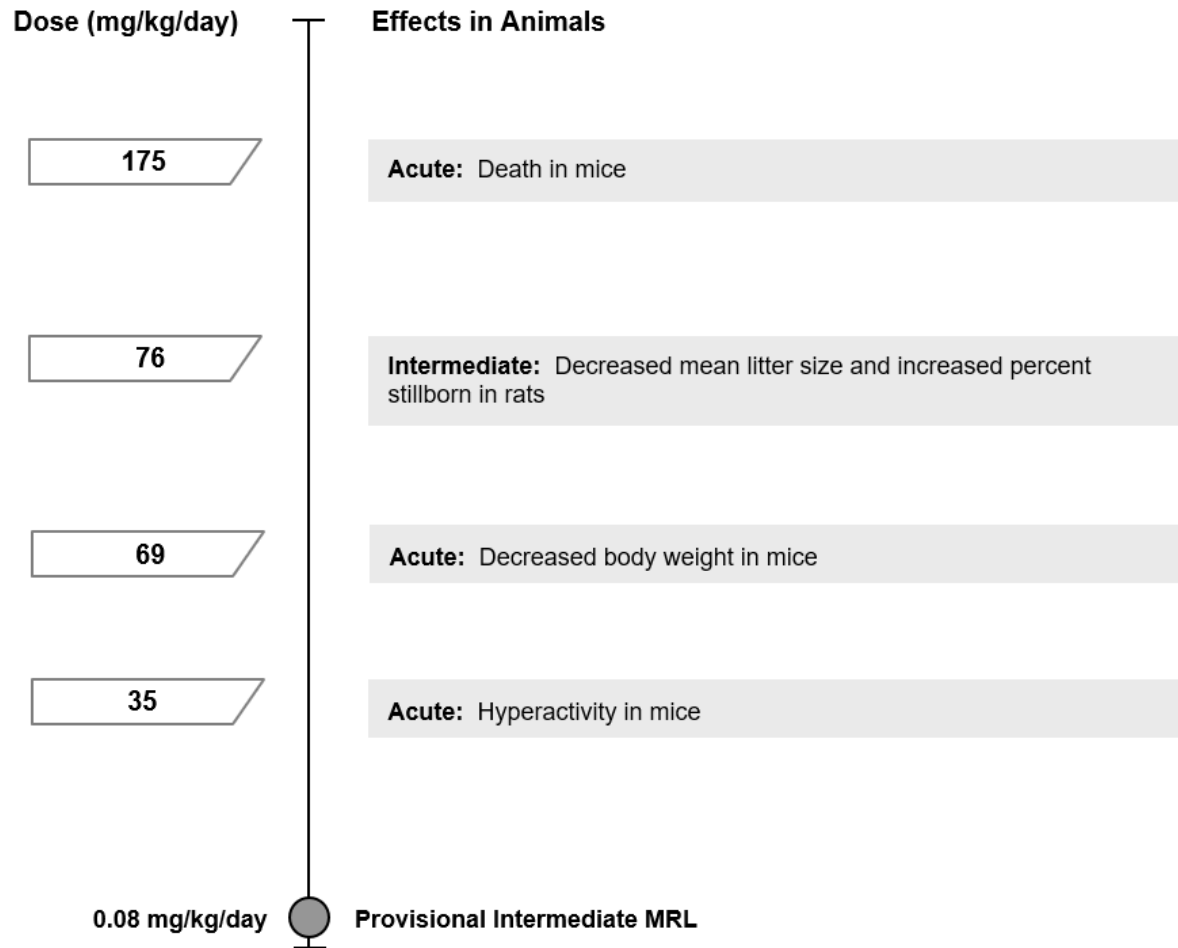 Dose (mg/kg/day)
Effects in Animals
175
Acute: Death in mice
76
Intermediate: Decreased mean litter size and increased percent
stillborn in rats
69
Acute: Decreased body weight in mice
35
Acute: Hyperactivity in mice
0.08 mg/kg/day
Provisional Intermediate MRL